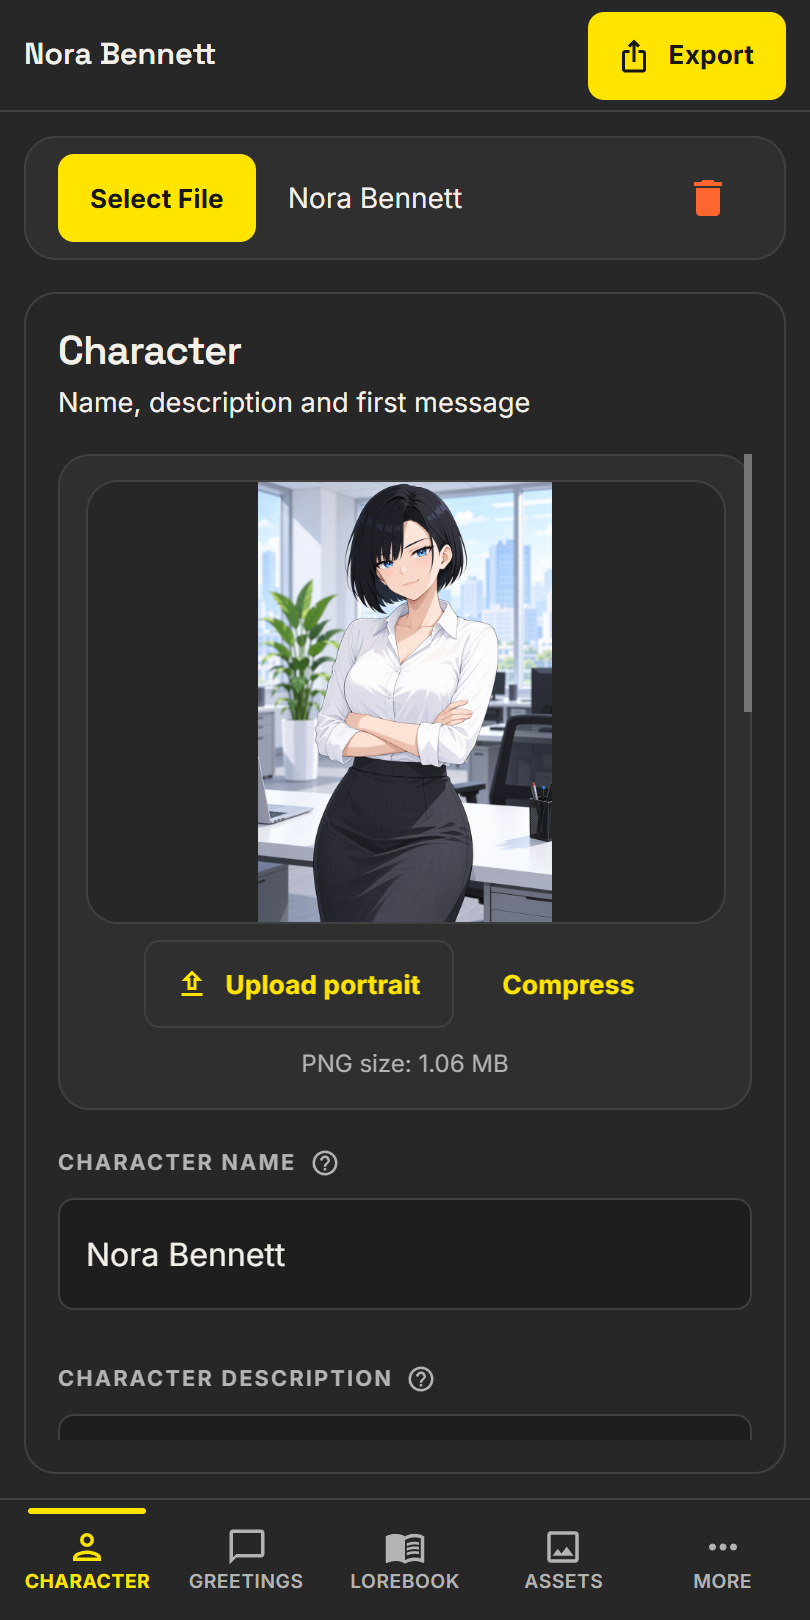 Nora Bennett
Export
Select File
Nora Bennett
Character
Name, description and first message
Upload portrait
Compress
PNG size: 1.06 MB
CHARACTER NAME
Nora Bennett
CHARACTER DESCRIPTION
CHARACTER
GREETINGS
LOREBOOK
ASSETS
MORE